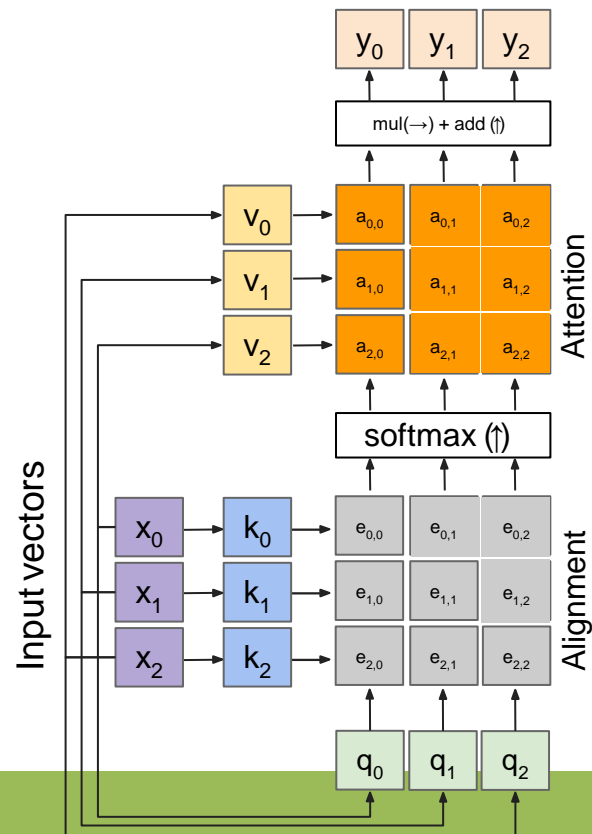 y0 y1 y2
mul(→) + add (↑)
v0 a0,0 a0,1 a0,2
v1 a1,0 a1,1 a1,2
v2 a2,0 a2,1 a2,2
Attention
softmax (↑)
Input vectors
x0 k0 e0,0 e0,1 e0,2
x1 k1 e1,0 e1,1 e1,2
x2 k2 e2,0 e2,1 e2,2
Alignment
q0 q1 q2